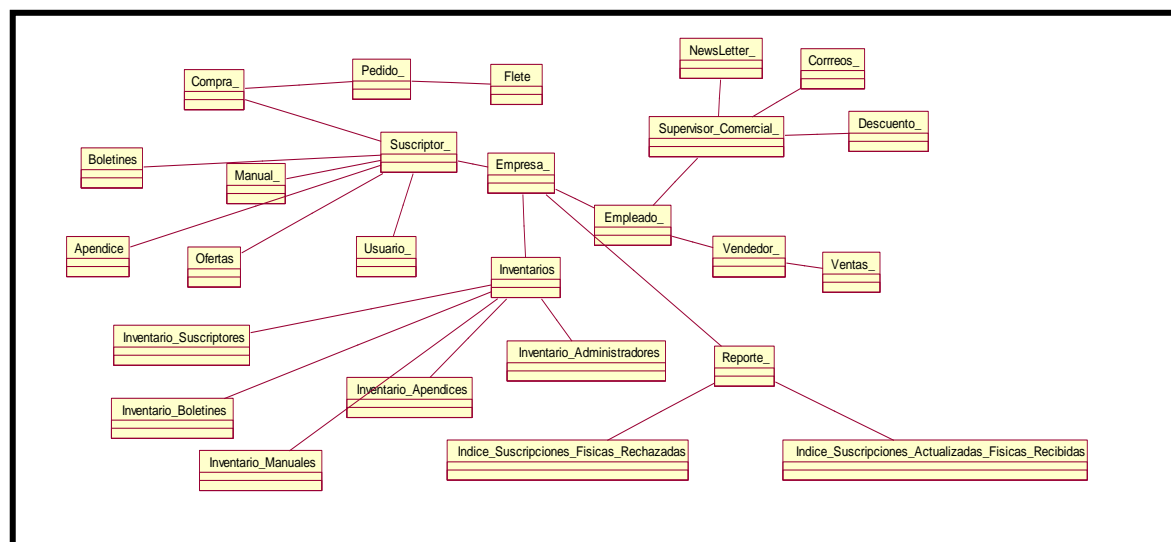 NewsLetter_
Corrreos_
Pedido_
Flete
Compra_
Supervisor_Comercial_
Descuento_
Suscriptor_
Boletines
Empresa_
Manual_
Empleado_
Apendice
Ofertas
Usuario_
Vendedor_
Ventas_
Inventarios
Inventario_Suscriptores
Inventario_Administradores
Reporte_
Inventario_Apendices
Inventario_Boletines
Indice_Suscripciones_Fisicas_Rechazadas
Indice_Suscripciones_Actualizadas_Fisicas_Recibidas
Inventario_Manuales